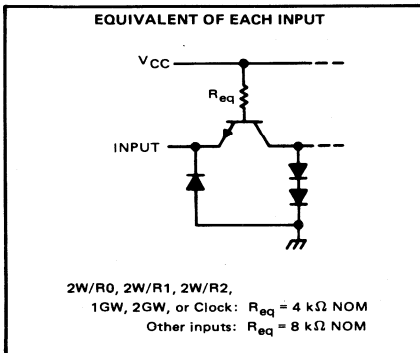 EQUIVALENT OF EACH INPUT
VCC
Req
INPUT
2W/R0, 2W/R1, 2W/R2,
1GW, 2GW, or Clock: Req = 4 kΩ NOM
Other inputs: Req = 8 kΩ NOM